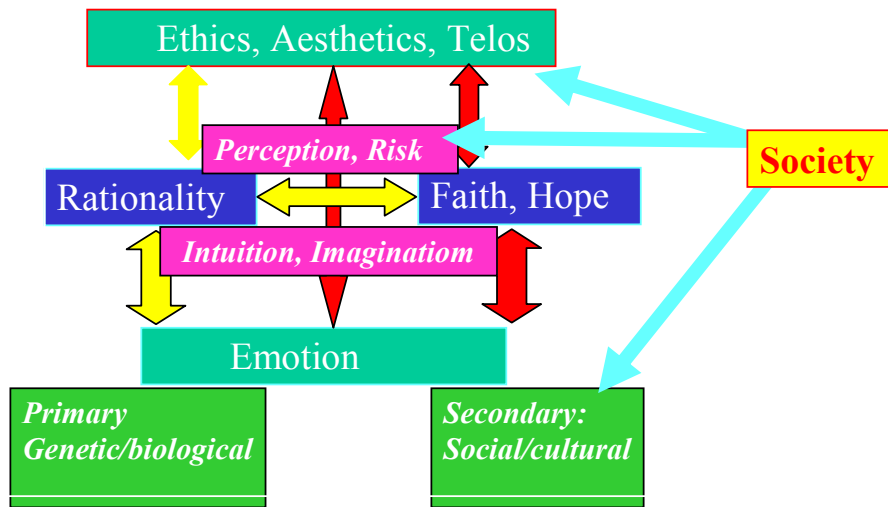 Ethics, Aesthetics, Telos
Perception, Risk
Society
Rationality
Faith, Hope
Intuition, Imaginatiom
Emotion
Primary
Genetic/biological
Secondary:
Social/cultural